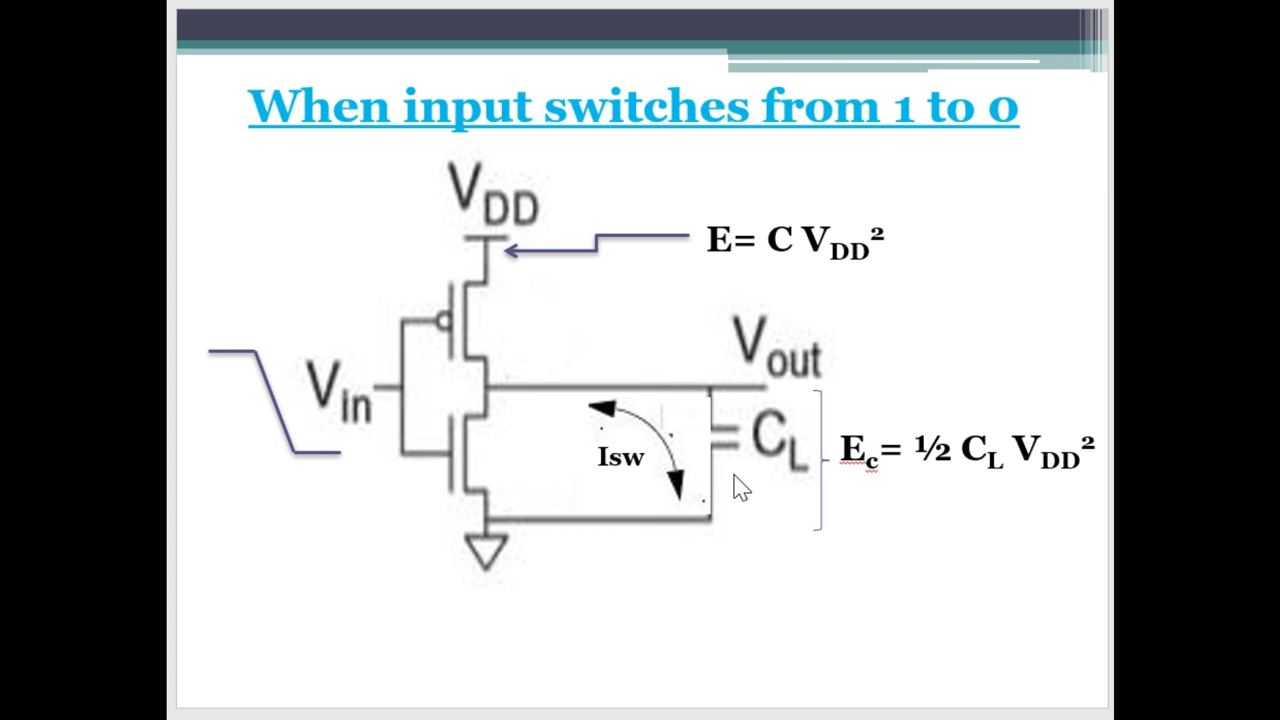 When input switches from 1 to 0
VDD
E= C VDD²
Vout
Vin
CL
Isw
Ec= ½ CL VDD²